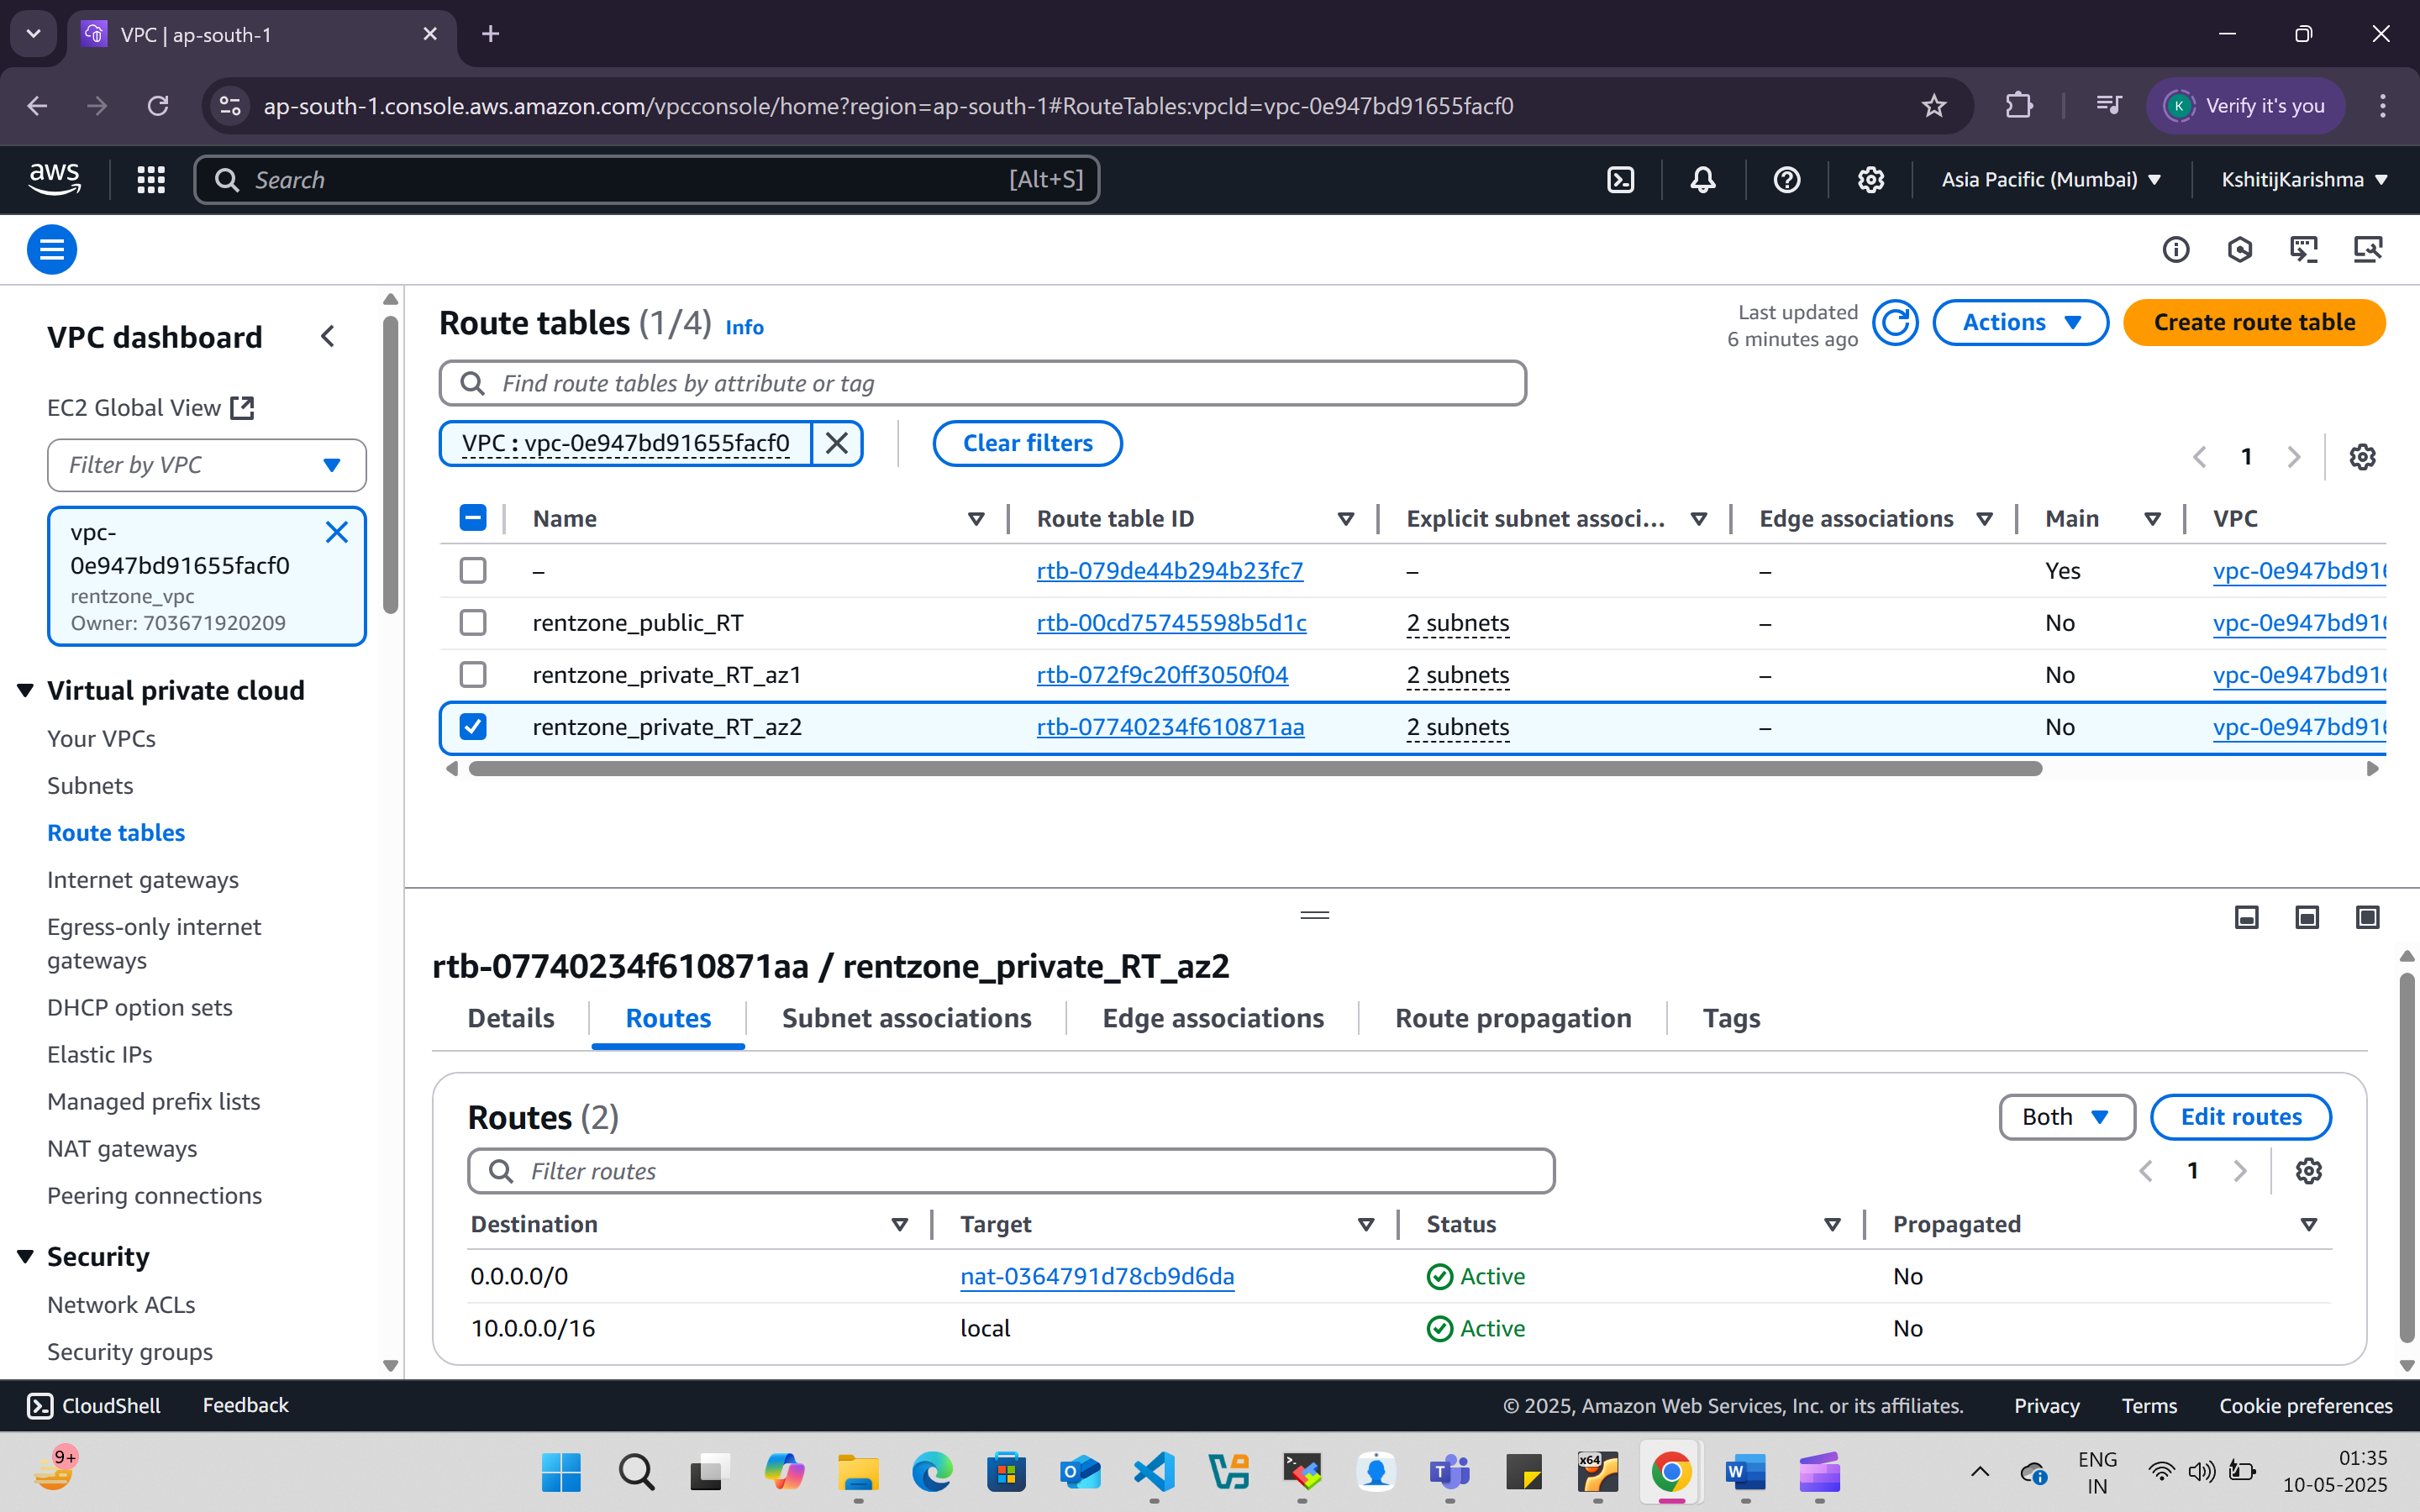 VPC | ap-south-1
ap-south-1.console.aws.amazon.com/vpcconsole/home?region=ap-south-1#RouteTables:vpcId=vpc-0e947bd91655facf0
K Verify it's you
aws
Search [Alt+S]
Asia Pacific (Mumbai)
KshitijKarishma
VPC dashboard
EC2 Global View
Filter by VPC
vpc-
0e947bd91655facf0
rentzone_vpc
Owner: 703671920209
Virtual private cloud
Your VPCs
Subnets
Route tables
Internet gateways
Egress-only internet
gateways
DHCP option sets
Elastic IPs
Managed prefix lists
NAT gateways
Peering connections
Security
Network ACLs
Security groups
Route tables (1/4) Info
Last updated
6 minutes ago
Actions
Create route table
Find route tables by attribute or tag
VPC : vpc-0e947bd91655facf0
Clear filters
1
Name Route table ID Explicit subnet associ... Edge associations Main VPC
– rtb-079de44b294b23fc7 – – Yes vpc-0e947bd916
rentzone_public_RT rtb-00cd75745598b5d1c 2 subnets – No vpc-0e947bd916
rentzone_private_RT_az1 rtb-072f9c20ff3050f04 2 subnets – No vpc-0e947bd916
rentzone_private_RT_az2 rtb-07740234f610871aa 2 subnets – No vpc-0e947bd916
rtb-07740234f610871aa / rentzone_private_RT_az2
Details Routes Subnet associations Edge associations Route propagation Tags
Routes (2)
Both
Edit routes
Filter routes
1
Destination Target Status Propagated
0.0.0.0/0 nat-0364791d78cb9d6da Active No
10.0.0.0/16 local Active No
CloudShell Feedback
© 2025, Amazon Web Services, Inc. or its affiliates. Privacy Terms Cookie preferences
9+
x64
ENG
IN
01:35
10-05-2025